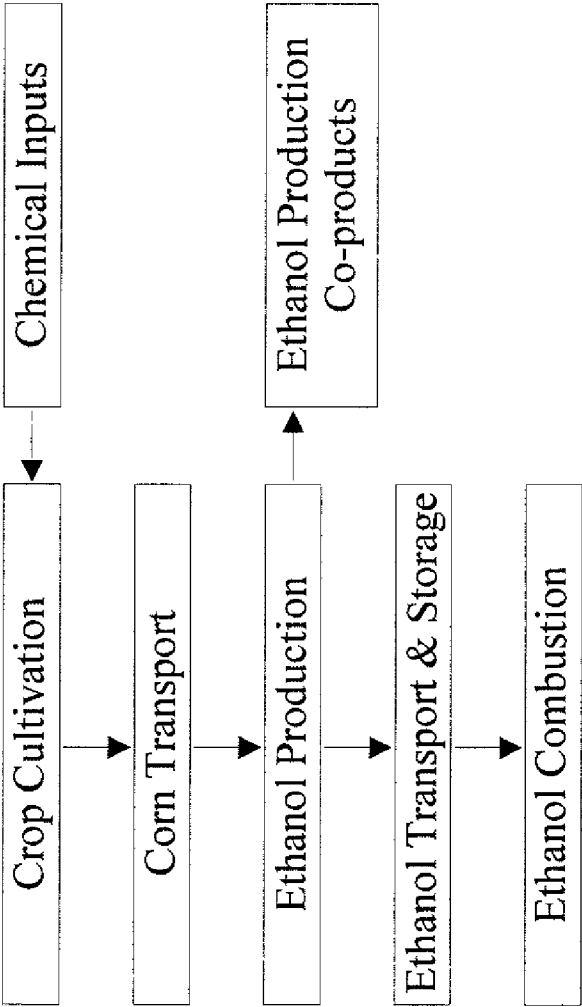 Chemical Inputs
Ethanol Production
Co-products
Crop Cultivation
Corn Transport
Ethanol Production
Ethanol Transport & Storage
Ethanol Combustion